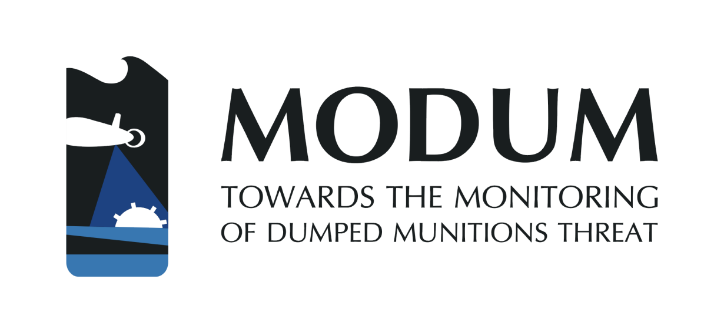 MODUM
TOWARDS THE MONITORING
OF DUMPED MUNITIONS THREAT